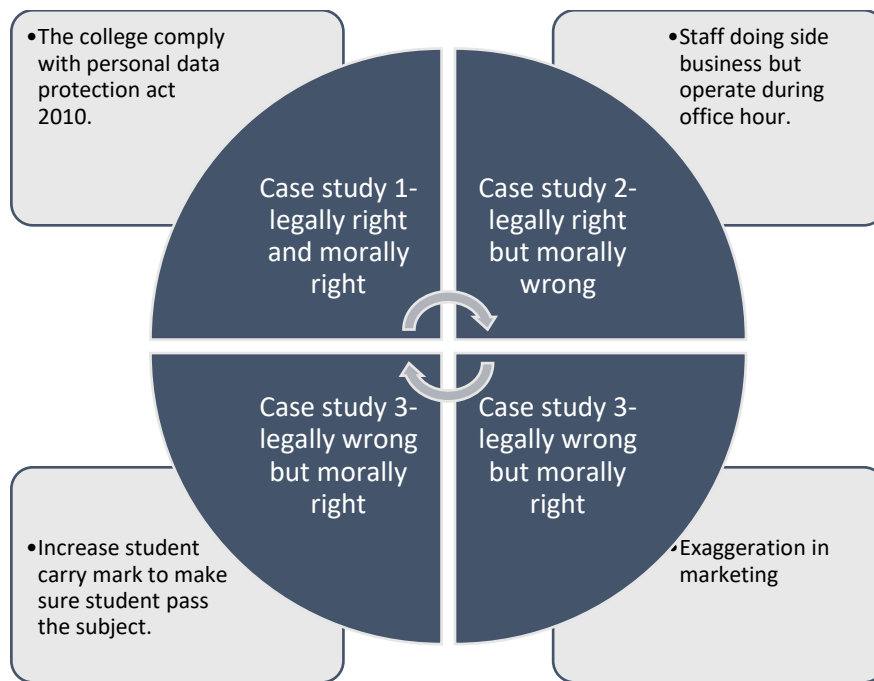 •The college comply
with personal data
protection act
2010.
•Staff doing side
business but
operate during
office hour.
Case study 1-
legally right
and morally
right
Case study 2-
legally right
but morally
wrong
Case study 3-
legally wrong
but morally
right
Case study 3-
legally wrong
but morally
right
•Increase student
carry mark to make
sure student pass
the subject.
•Exaggeration in
marketing